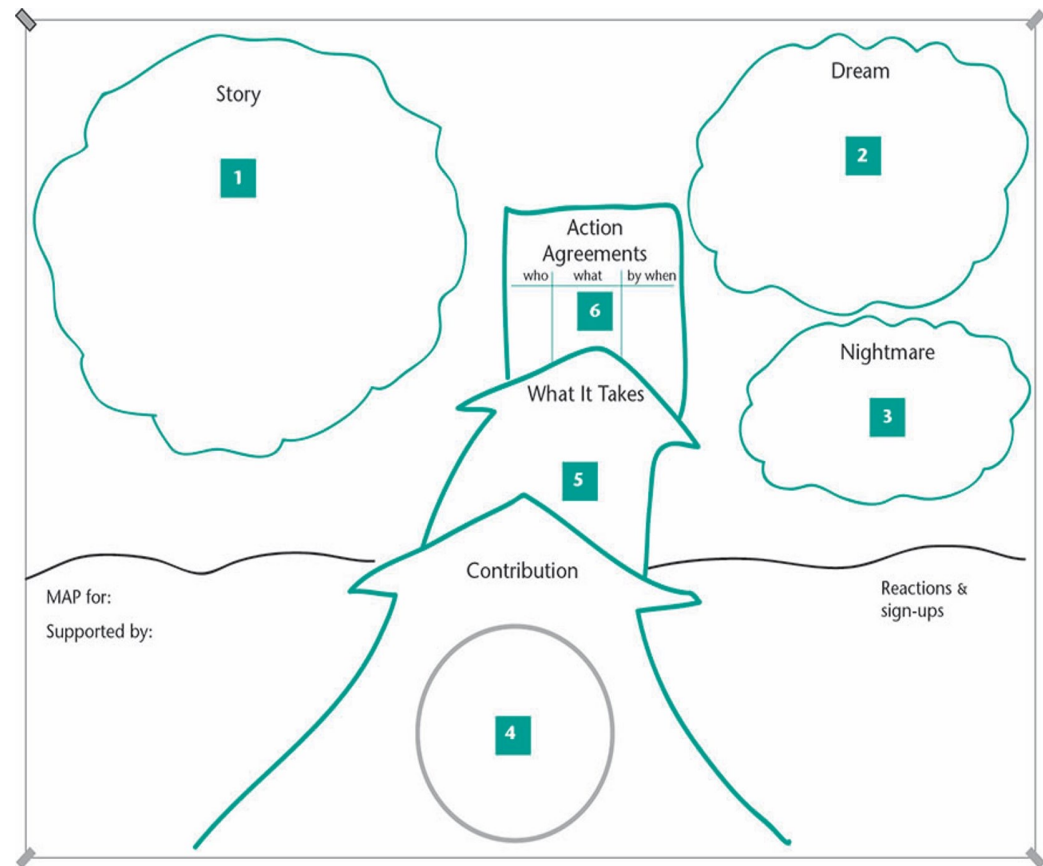 Story
1
Dream
2
Action
Agreements
who what by when
6
Nightmare
3
What It Takes
5
Contribution
4
MAP for:
Supported by:
Reactions &
sign-ups